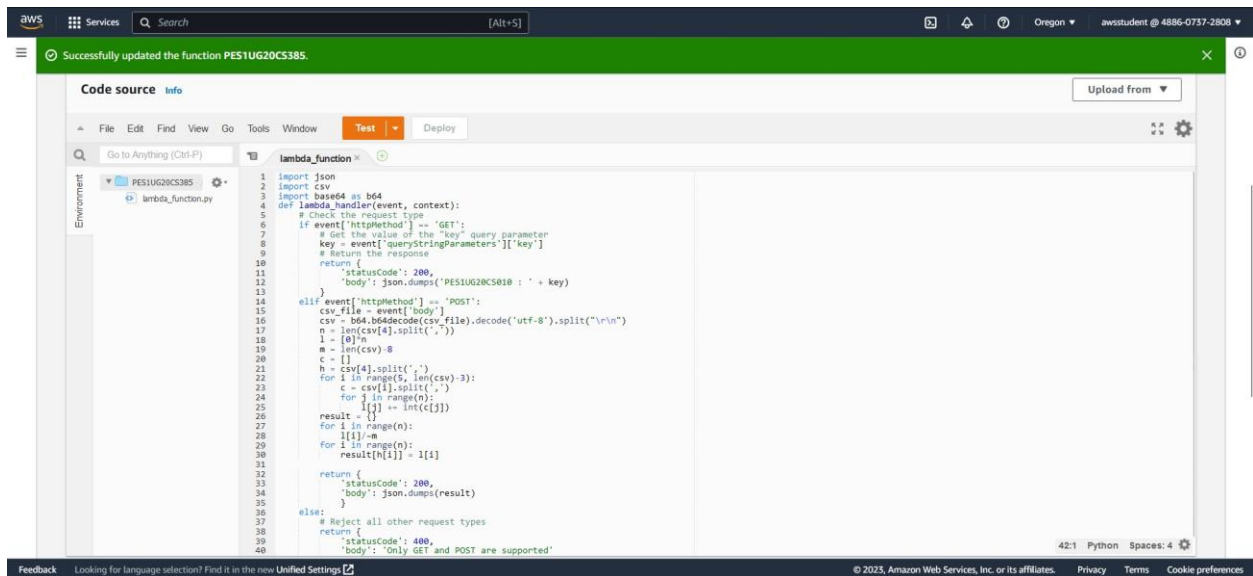 aws Services Search [Alt+S] Oregon ▼ awsstudent @ 4886-0737-2808 ▼
Successfully updated the function PES1UG20CS385.
Code source Info Upload from ▼
File Edit Find View Go Tools Window Test Deploy
Go to Anything (Ctrl-P) lambda_function ×
Environment
PES1UG20CS385
lambda_function.py
1 import json
2 import csv
3 import base64 as b64
4 def lambda_handler(event, context):
5     # Check the request type
6     if event['httpMethod'] == 'GET':
7         # Get the value of the "key" query parameter
8         key = event['queryStringParameters']['key']
9         # Return the response
10         return {
11             'statusCode': 200,
12             'body': json.dumps('PES1UG20CS010 : ' + key)
13         }
14     elif event['httpMethod'] == 'POST':
15         csv_file = event['body']
16         csv = b64.b64decode(csv_file).decode('utf-8').split("\r\n")
17         n = len(csv[4].split(','))
18         l = [0]*n
19         m = len(csv)-8
20         c = []
21         h = csv[4].split(',')
22         for i in range(5, len(csv)-3):
23             c = csv[i].split(',')
24             for j in range(n):
25                 l[j] += int(c[j])
26         result = {}
27         for i in range(n):
28             l[i]/=m
29         for i in range(n):
30             result[h[i]] = l[i]
31
32         return {
33             'statusCode': 200,
34             'body': json.dumps(result)
35             }
36     else:
37         # Reject all other request types
38         return {
39             'statusCode': 400,
40             'body': 'Only GET and POST are supported'
42:1 Python Spaces: 4
Feedback Looking for language selection? Find it in the new Unified Settings © 2023, Amazon Web Services, Inc. or its affiliates. Privacy Terms Cookie preferences